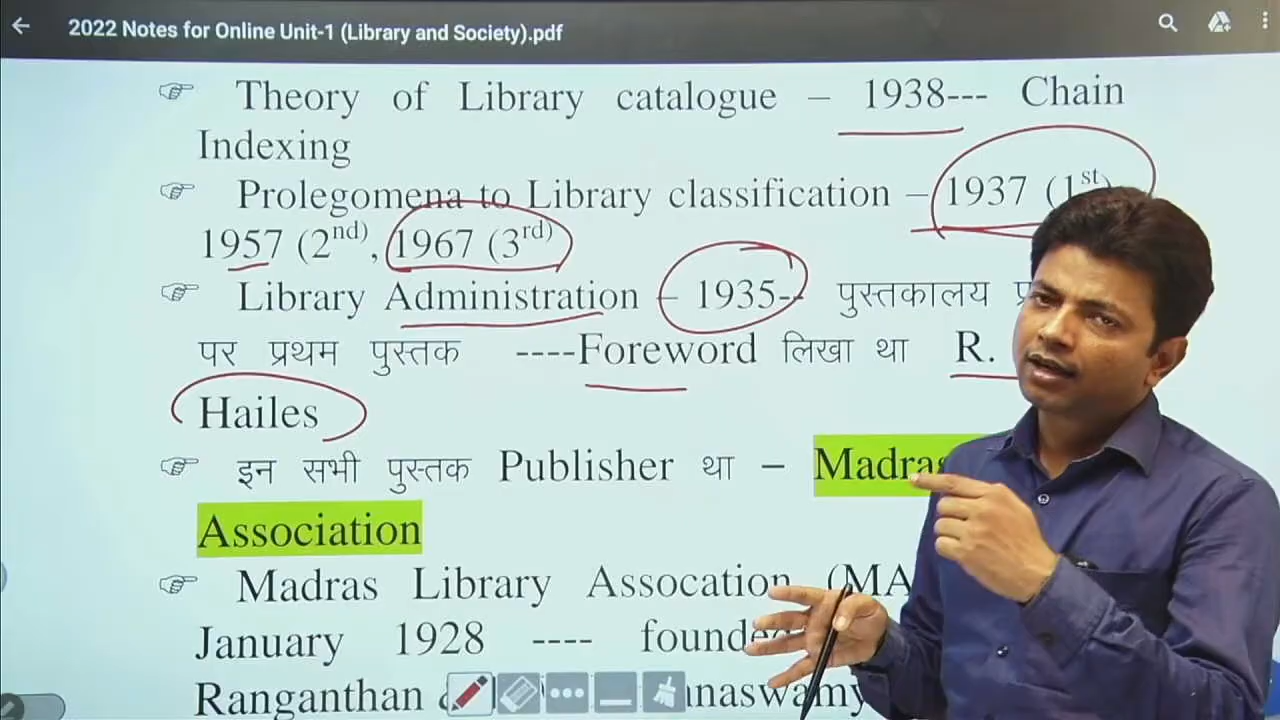 2022 Notes for Online Unit-1 (Library and Society).pdf
Theory of Library catalogue – 1938--- Chain
Indexing
Prolegomena to Library classification – 1937 (1st)
1957 (2nd), 1967 (3rd)
Library Administration – 1935-- पुस्तकालय
पर प्रथम पुस्तक ----Foreword लिखा था R.
Hailes
इन सभी पुस्तक Publisher था – Madras
Association
Madras Library Assocation (MA
January 1928 ---- founde
Ranganthan